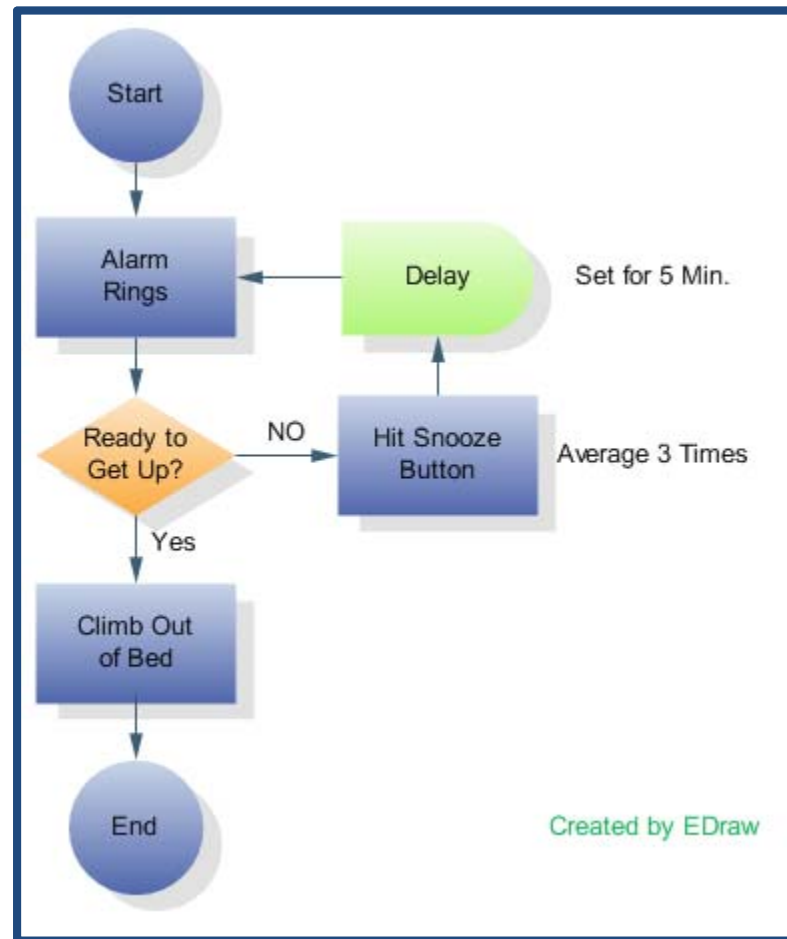 Start
Alarm
Rings
Delay
Set for 5 Min.
Ready to
Get Up?
NO
Hit Snooze
Button
Average 3 Times
Yes
Climb Out
of Bed
End
Created by EDraw